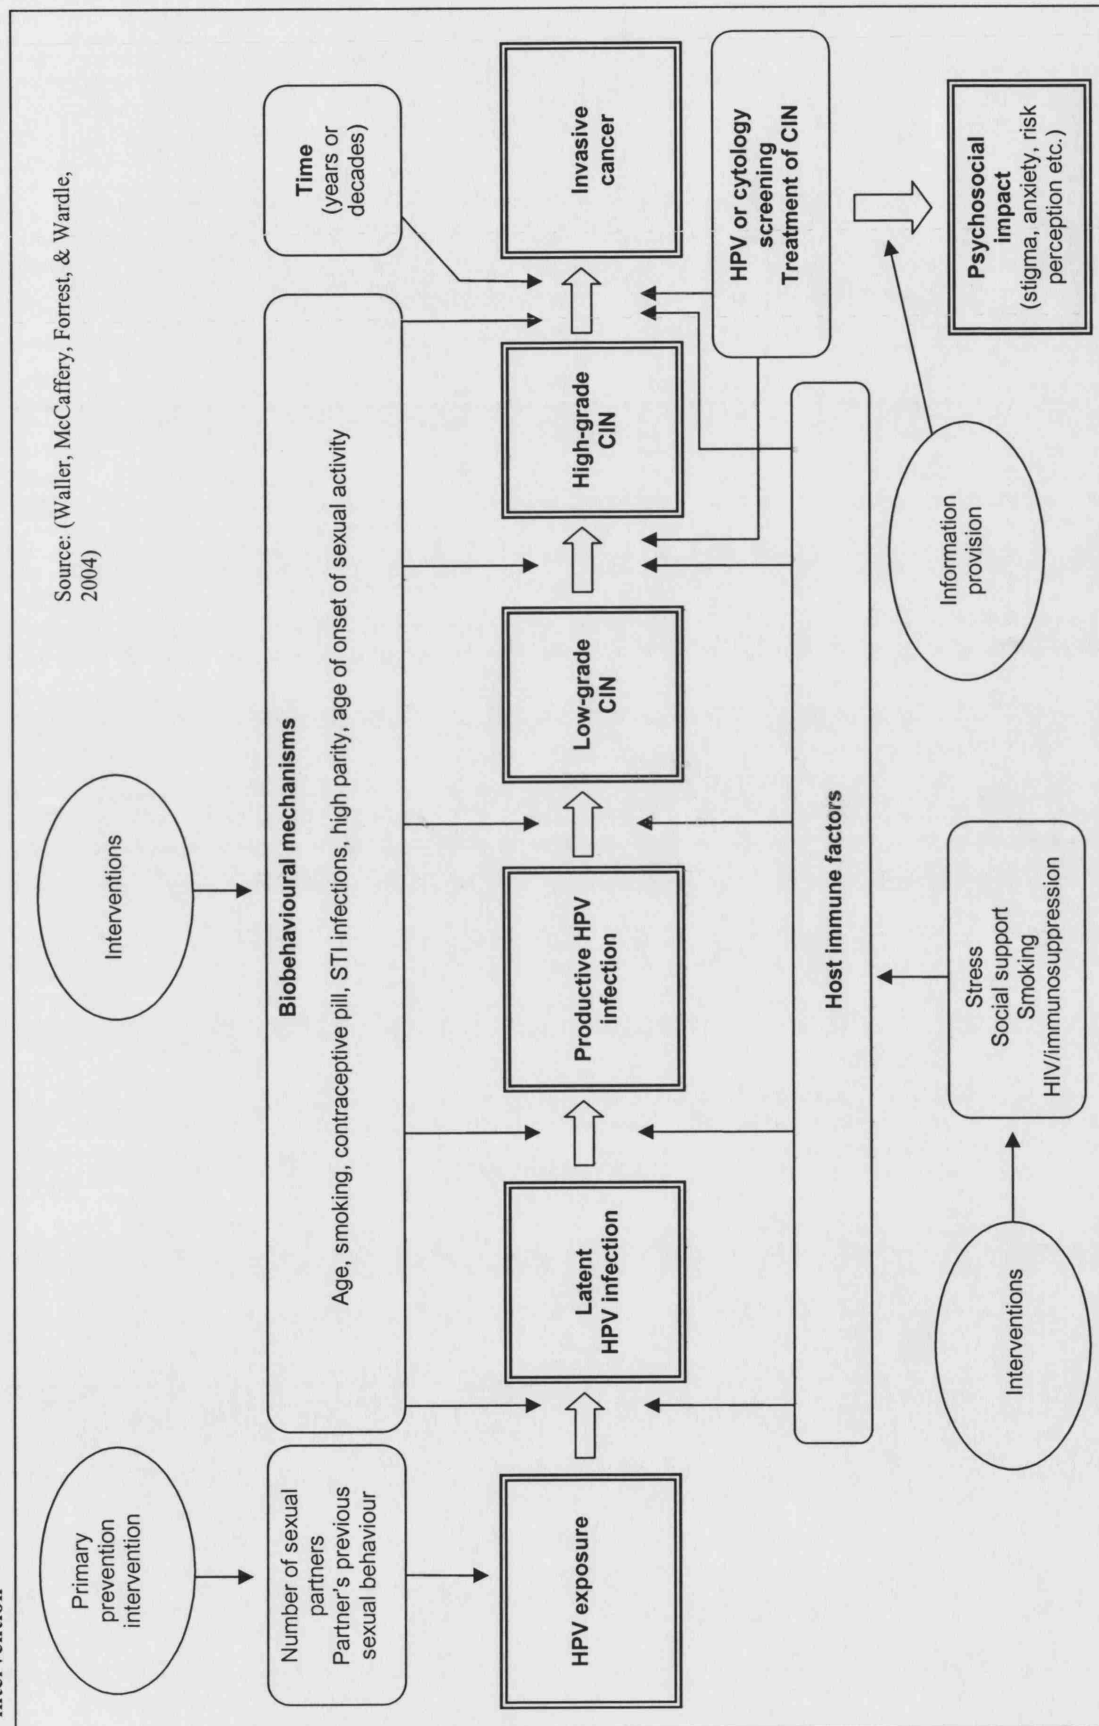 intervention
Source: (Waller, McCaffery, Forrest, & Wardle,
2004)
Primary
prevention
intervention
Interventions
Number of sexual
partners
Partner's previous
sexual behaviour
Biobehavioural mechanisms
Age, smoking, contraceptive pill, STI infections, high parity, age of onset of sexual activity
Time
(years or
decades)
HPV exposure
Latent
HPV infection
Productive HPV
infection
Low-grade
CIN
High-grade
CIN
Invasive
cancer
HPV or cytology
screening
Treatment of CIN
Host immune factors
Interventions
Stress
Social support
Smoking
HIV/immunosuppression
Information
provision
Psychosocial
impact
(stigma, anxiety, risk
perception etc.)